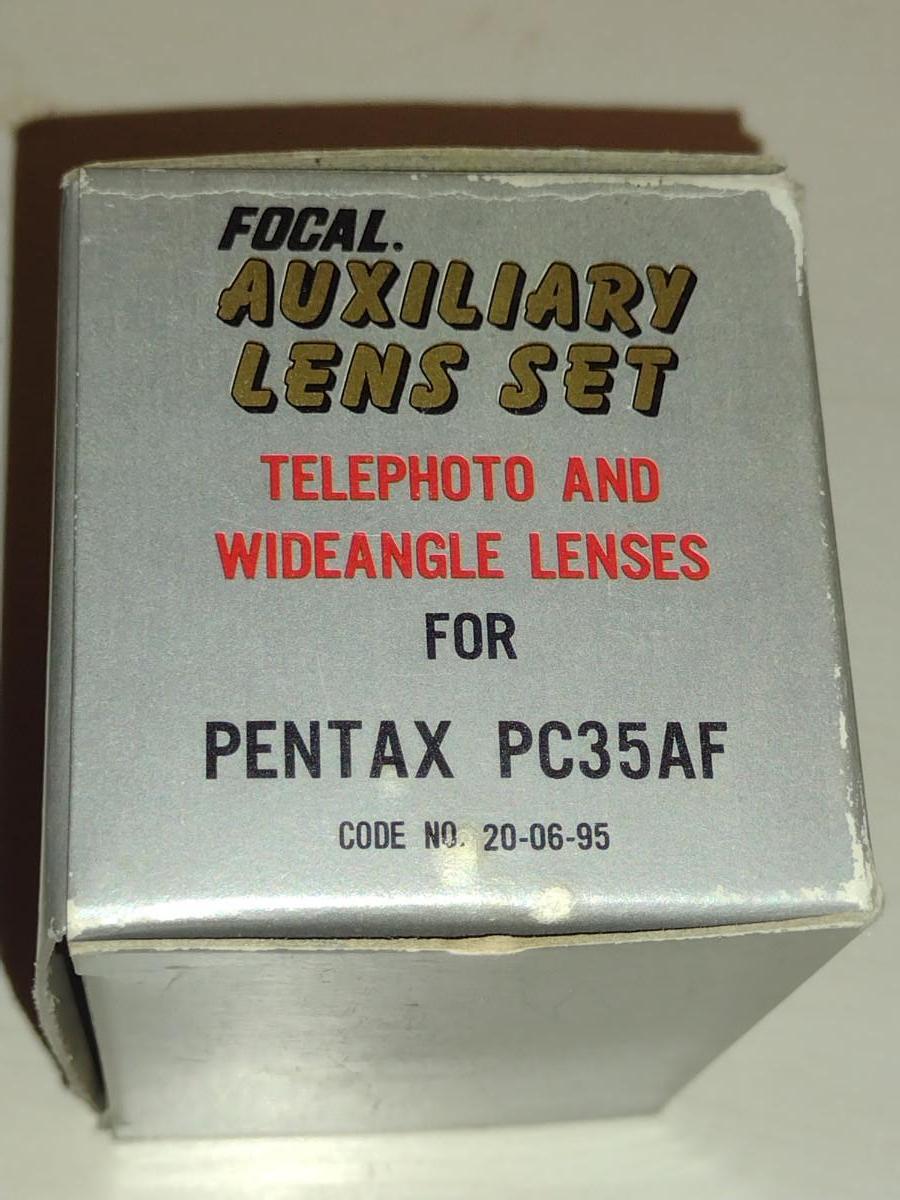 FOCAL.
AUXILIARY
LENS SET
TELEPHOTO AND
WIDEANGLE LENSES
FOR
PENTAX PC35AF
CODE NO. 20-06-95